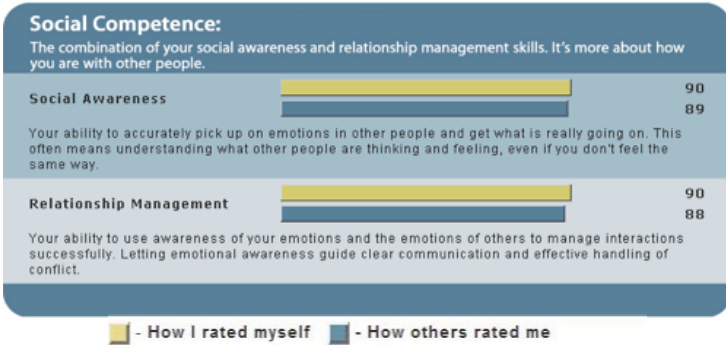 Social Competence:
The combination of your social awareness and relationship management skills. It's more about how
you are with other people.
90
Social Awareness
89
Your ability to accurately pick up on emotions in other people and get what is really going on. This
often means understanding what other people are thinking and feeling, even if you don't feel the
same way.
90
Relationship Management
88
Your ability to use awareness of your emotions and the emotions of others to manage interactions
successfully. Letting emotional awareness guide clear communication and effective handling of
conflict.
- How I rated myself - How others rated me